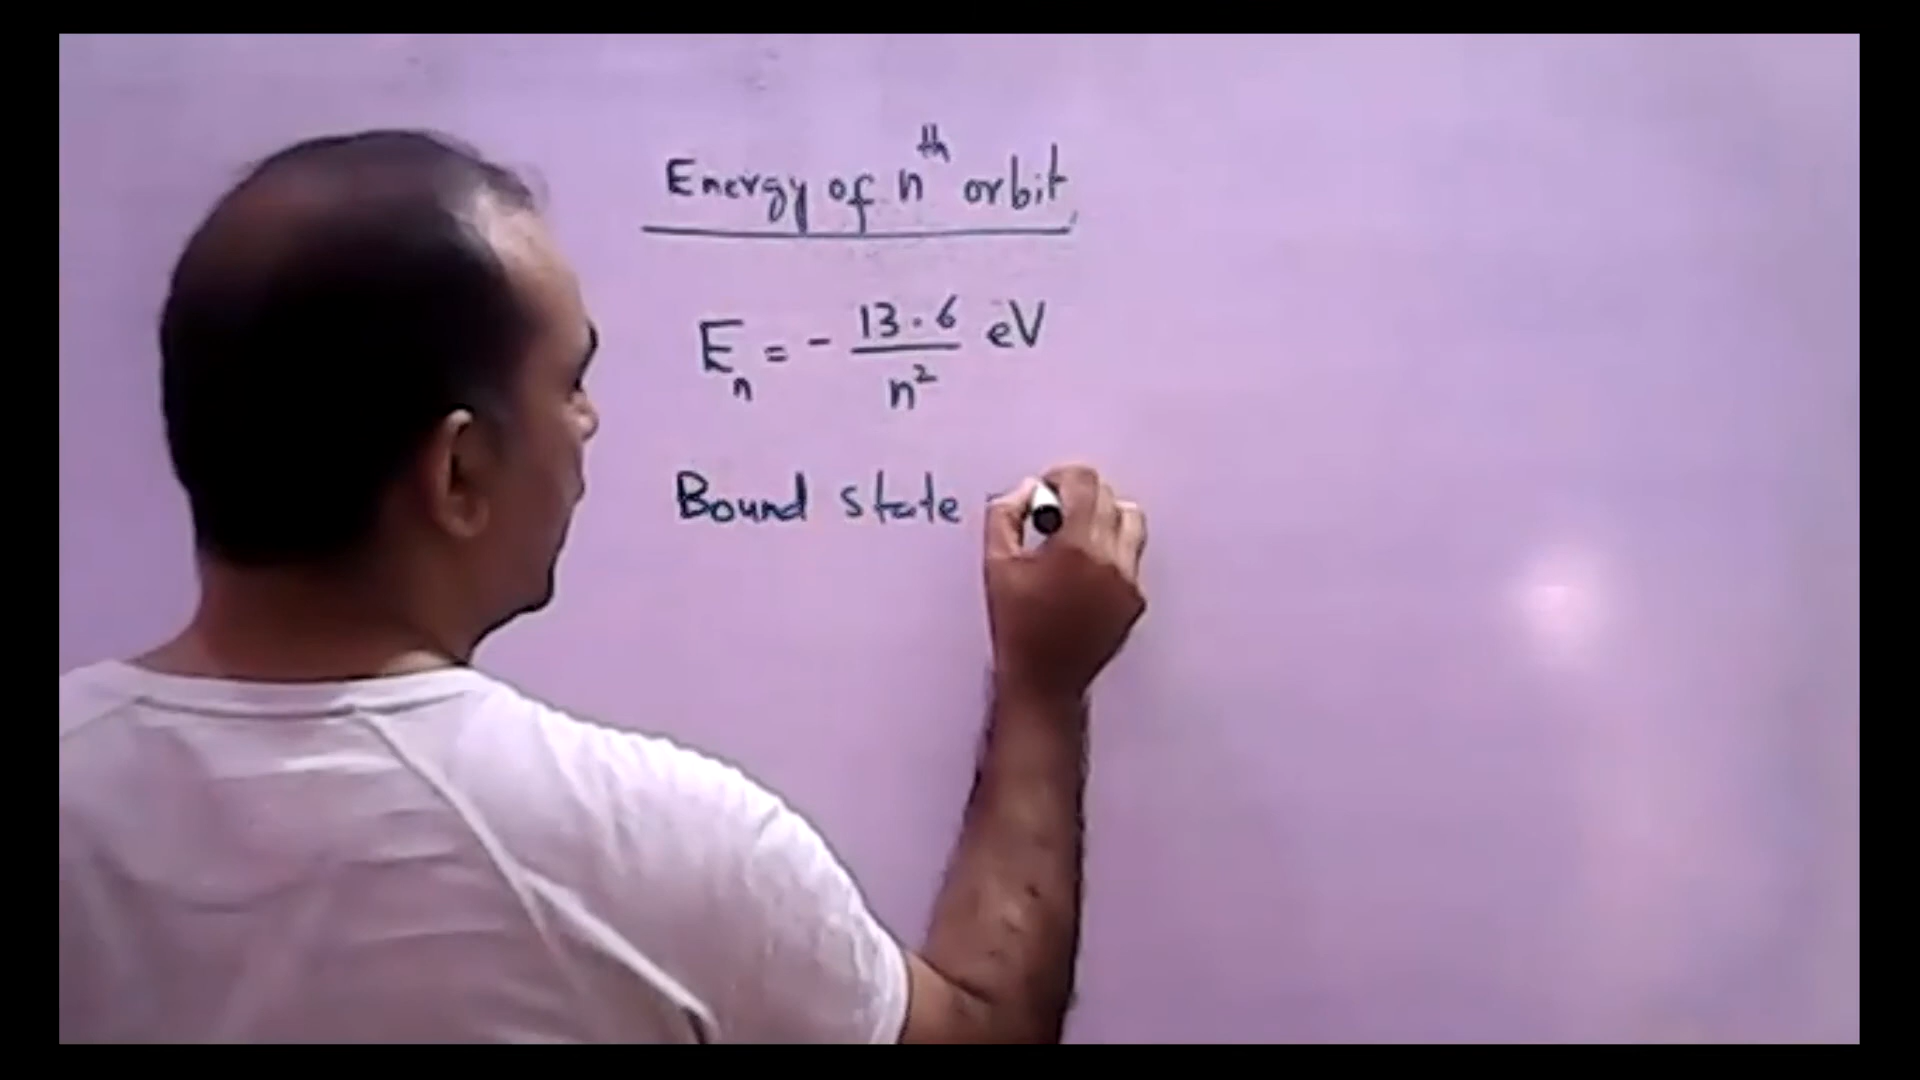 Energy of nth orbit
En = - 13.6/n² eV
Bound state